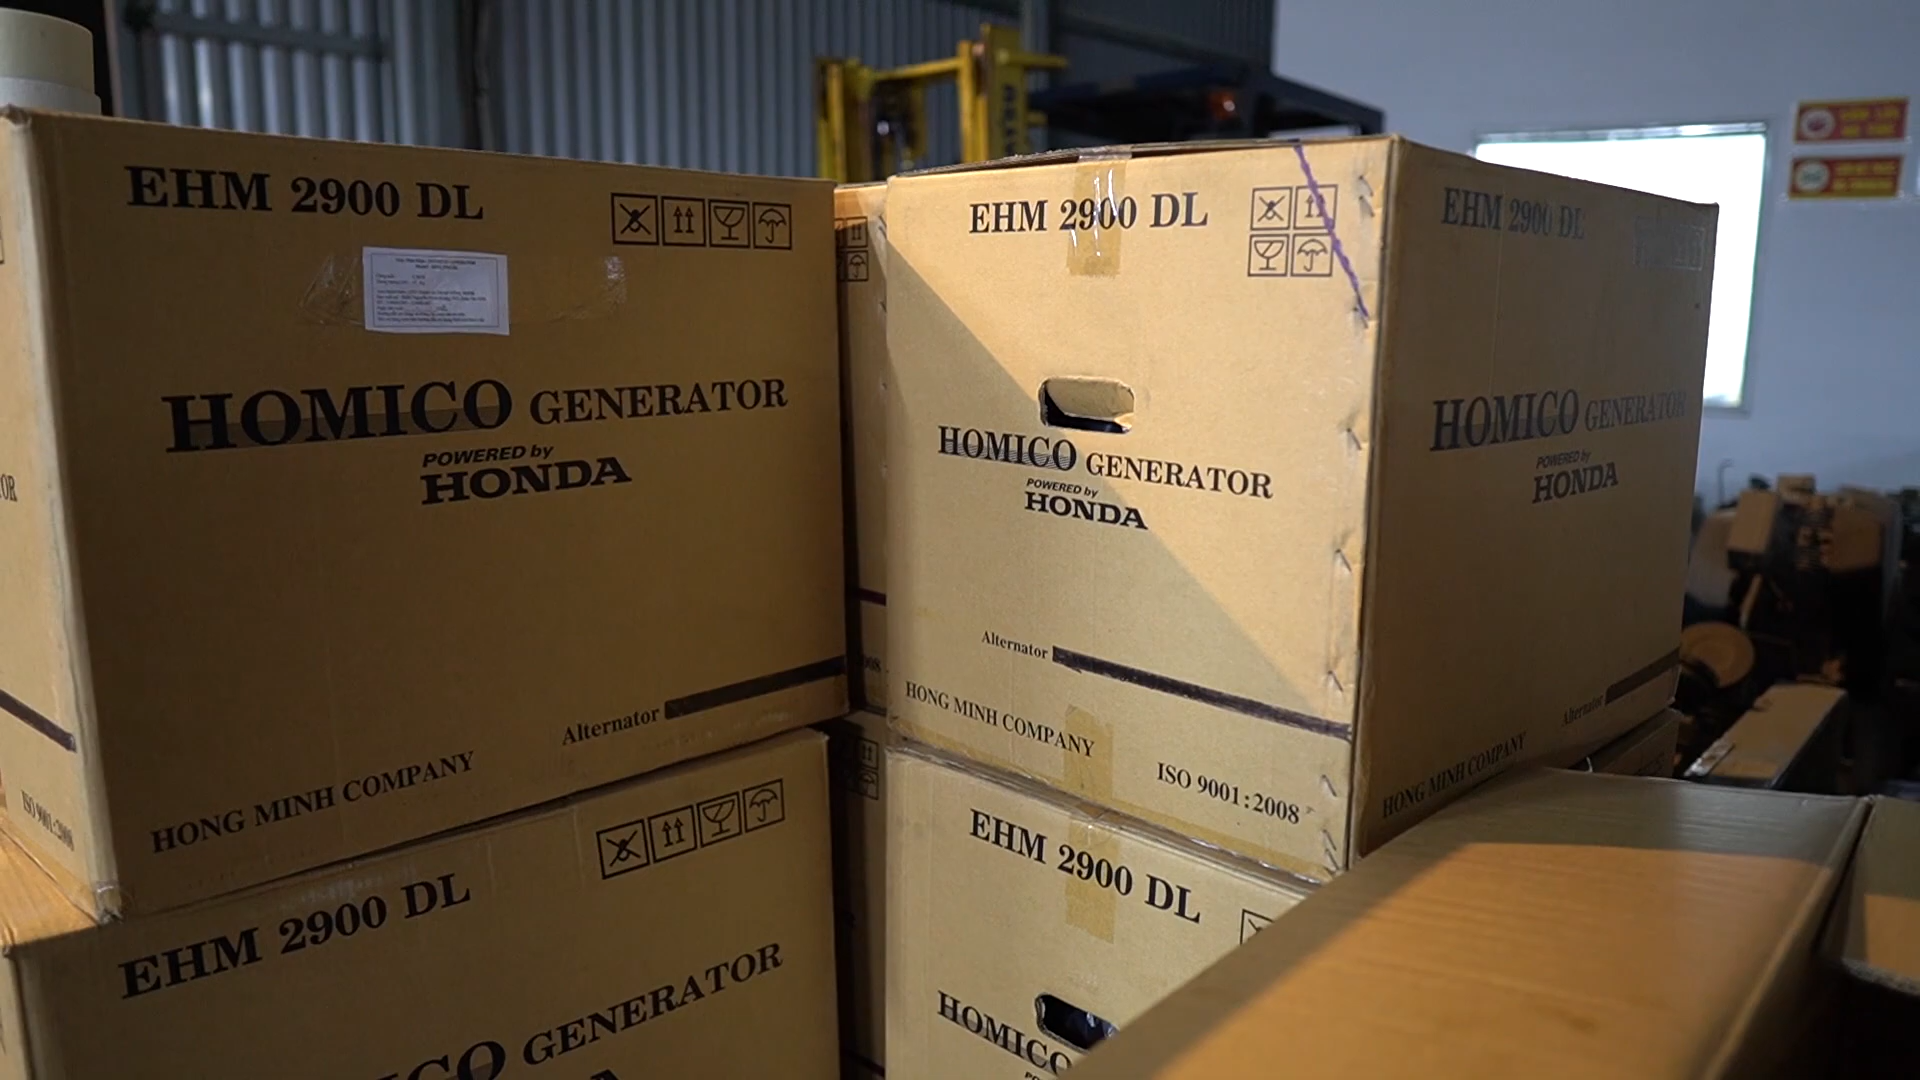 EHM 2900 DL
HOMICO GENERATOR
POWERED by
HONDA
Alternator
HONG MINH COMPANY
ISO 9001:2008
EHM 2900 DL
HOMICO GENERATOR
POWERED by
HONDA
Alternator
HONG MINH COMPANY
ISO 9001:2008
EHM 2900 DL
HOMICO GENERATOR
POWERED by
HONDA
Alternator
HONG MINH COMPANY
EHM 2900 DL
GENERATOR
EHM 2900 DL
HOMICO